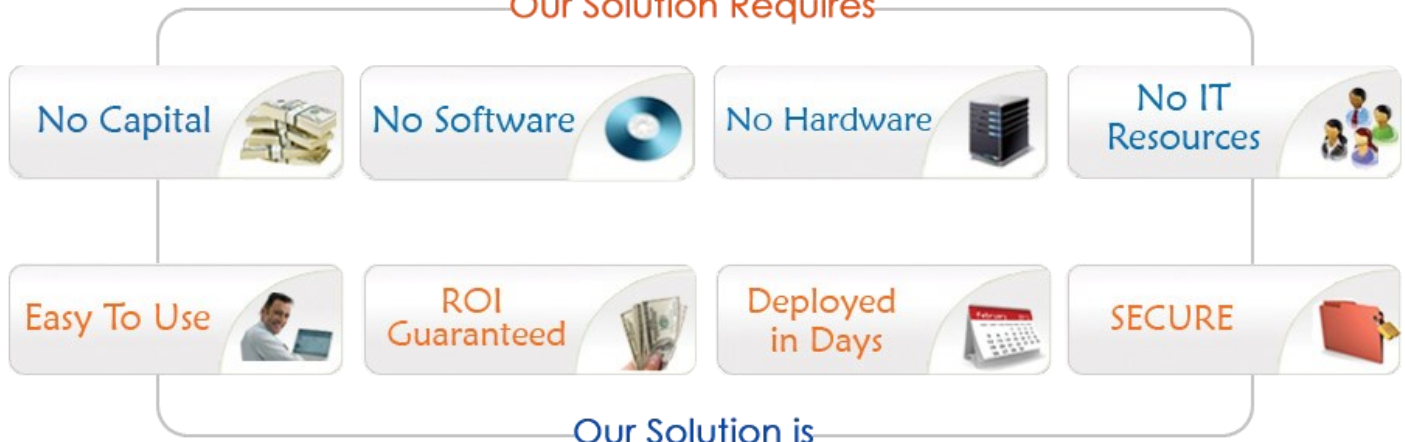 Our Solution Requires
No Capital
No Software
No Hardware
No IT
Resources
Easy To Use
ROI
Guaranteed
Deployed
in Days
SECURE
Our Solution is